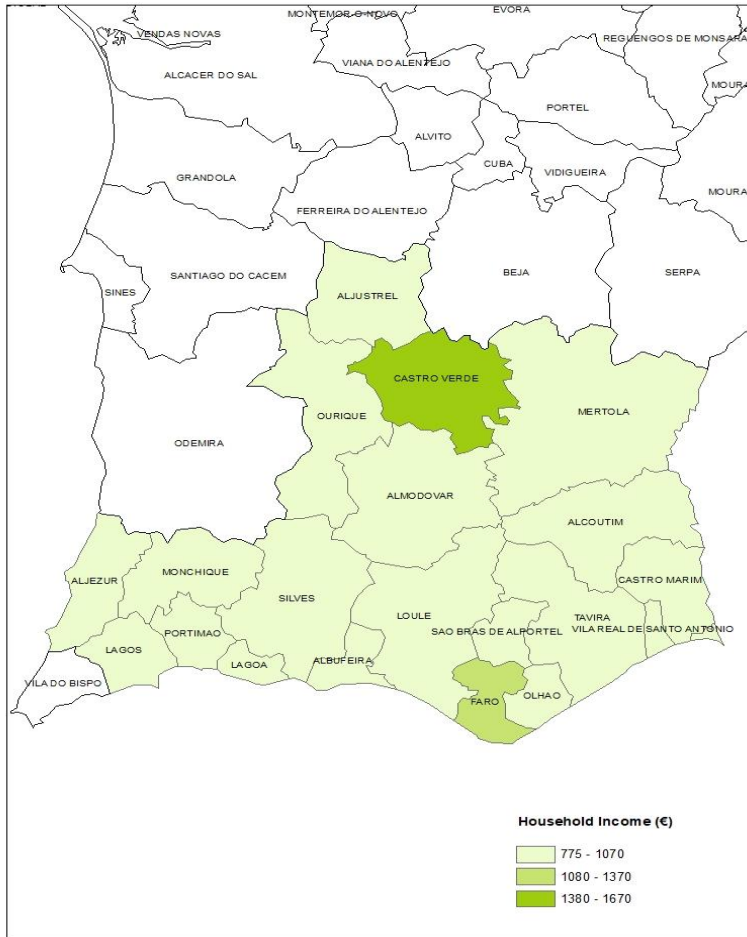 MONTEMOR-O-NOVO
EVORA
VENDAS NOVAS
REGUENGOS DE MONSARA
VIANA DO ALENTEJO
ALCACER DO SAL
MOURA
PORTEL
ALVITO
CUBA
VIDIGUEIRA
GRANDOLA
MOURA
FERREIRA DO ALENTEJO
SANTIAGO DO CACEM
BEJA
SERPA
SINES
ALJUSTREL
CASTRO VERDE
OURIQUE
MERTOLA
ODEMIRA
ALMODOVAR
ALCOUTIM
MONCHIQUE
ALJEZUR
CASTRO MARIM
SILVES
LOULE
TAVIRA
SAO BRAS DE ALPORTEL
VILA REAL DE SANTO ANTONIO
PORTIMAO
LAGOS
LAGOA
ALBUFEIRA
VILA DO BISPO
FARO
OLHAO
Household Income (€)
775 - 1070
1080 - 1370
1380 - 1670